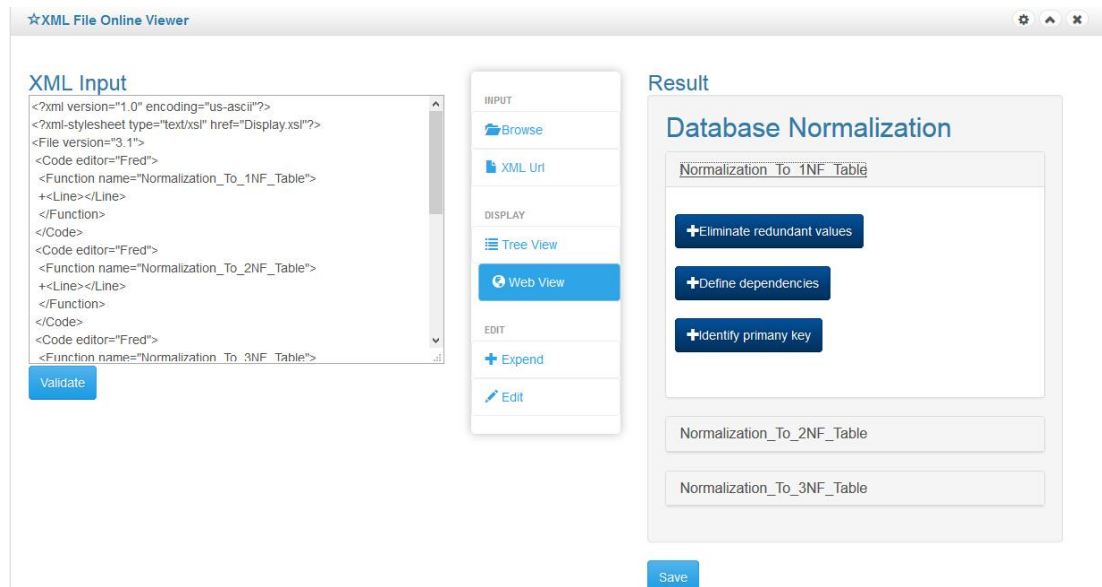 XML File Online Viewer
XML Input
<?xml version="1.0" encoding="us-ascii"?>
<?xml-stylesheet type="text/xsl" href="Display.xsl"?>
<File version="3.1">
<Code editor="Fred">
<Function name="Normalization_To_1NF_Table">
+<Line></Line>
</Function>
</Code>
<Code editor="Fred">
<Function name="Normalization_To_2NF_Table">
+<Line></Line>
</Function>
</Code>
<Code editor="Fred">
<Function name="Normalization_To_3NF_Table">
Validate
INPUT
Browse
XML Url
DISPLAY
Tree View
Web View
EDIT
Expend
Edit
Result
Database Normalization
Normalization_To_1NF_Table
Eliminate redundant values
Define dependencies
Identify primany key
Normalization_To_2NF_Table
Normalization_To_3NF_Table
Save